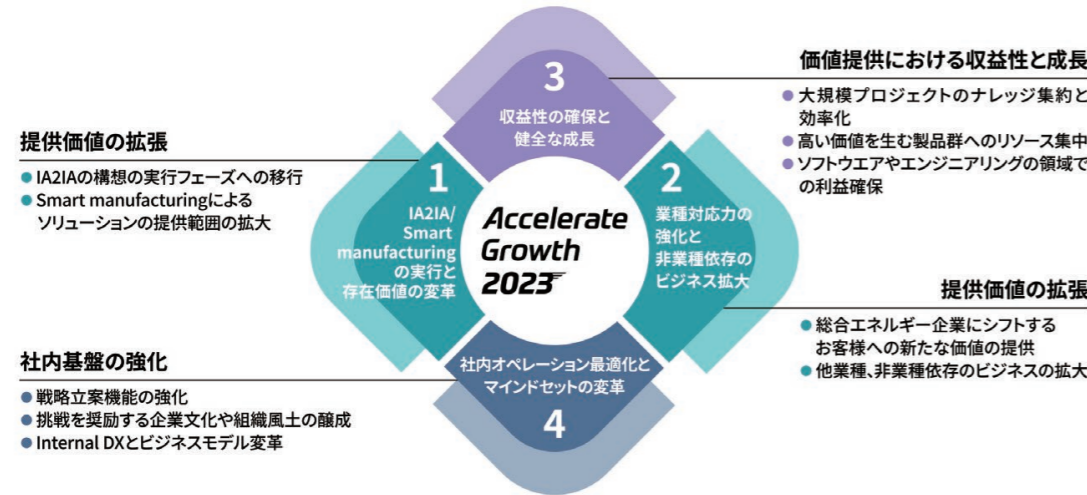 3
収益性の確保と
健全な成長
価値提供における収益性と成長
● 大規模プロジェクトのナレッジ集約と
効率化
● 高い価値を生む製品群へのリソース集中
● ソフトウエアやエンジニアリングの領域で
の利益確保
提供価値の拡張
● IA2IAの構想の実行フェーズへの移行
● Smart manufacturingによる
ソリューションの提供範囲の拡大
1
IA2IA/
Smart
manufacturing
の実行と
存在価値の変革
Accelerate
Growth
2023
2
業種対応力の
強化と
非業種依存の
ビジネス拡大
提供価値の拡張
● 総合エネルギー企業にシフトする
お客様への新たな価値の提供
● 他業種、非業種依存のビジネスの拡大
社内基盤の強化
● 戦略立案機能の強化
● 挑戦を奨励する企業文化や組織風土の醸成
● Internal DXとビジネスモデル変革
社内オペレーション最適化と
マインドセットの変革
4